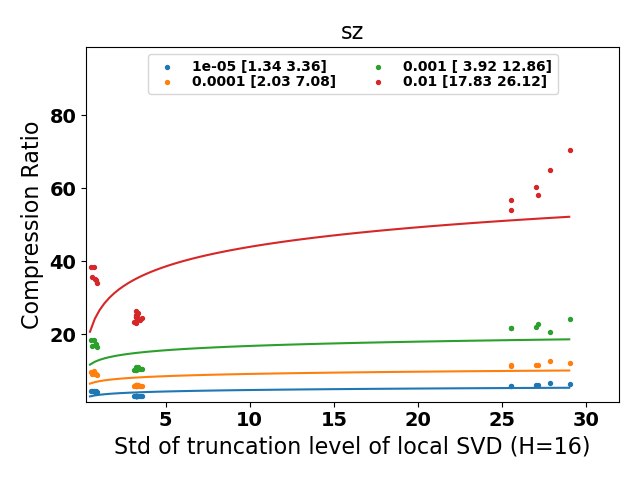 sz
1e-05 [1.34 3.36]
0.0001 [2.03 7.08]
0.001 [ 3.92 12.86]
0.01 [17.83 26.12]
Compression Ratio
80
60
40
20
5 10 15 20 25 30
Std of truncation level of local SVD (H=16)